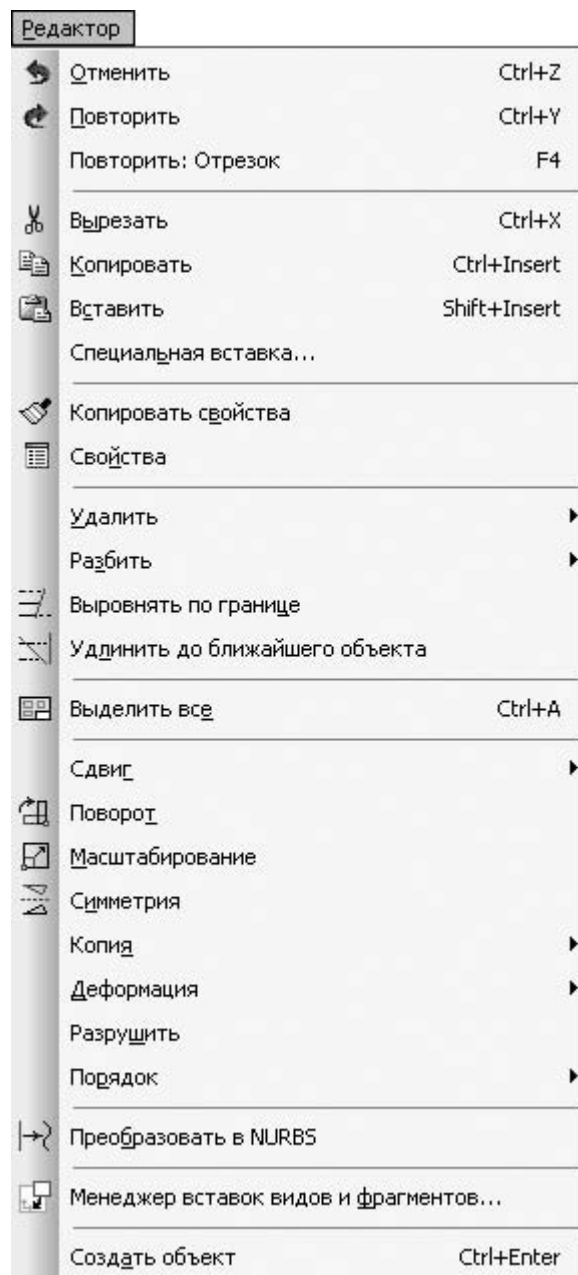 Редактор
Отменить Ctrl+Z
Повторить Ctrl+Y
Повторить: Отрезок F4
Вырезать Ctrl+X
Копировать Ctrl+Insert
Вставить Shift+Insert
Специальная вставка...
Копировать свойства
Свойства
Удалить
Разбить
Выровнять по границе
Удлинить до ближайшего объекта
Выделить все Ctrl+A
Сдвиг
Поворот
Масштабирование
Симметрия
Копия
Деформация
Разрушить
Порядок
Преобразовать в NURBS
Менеджер вставок видов и фрагментов...
Создать объект Ctrl+Enter